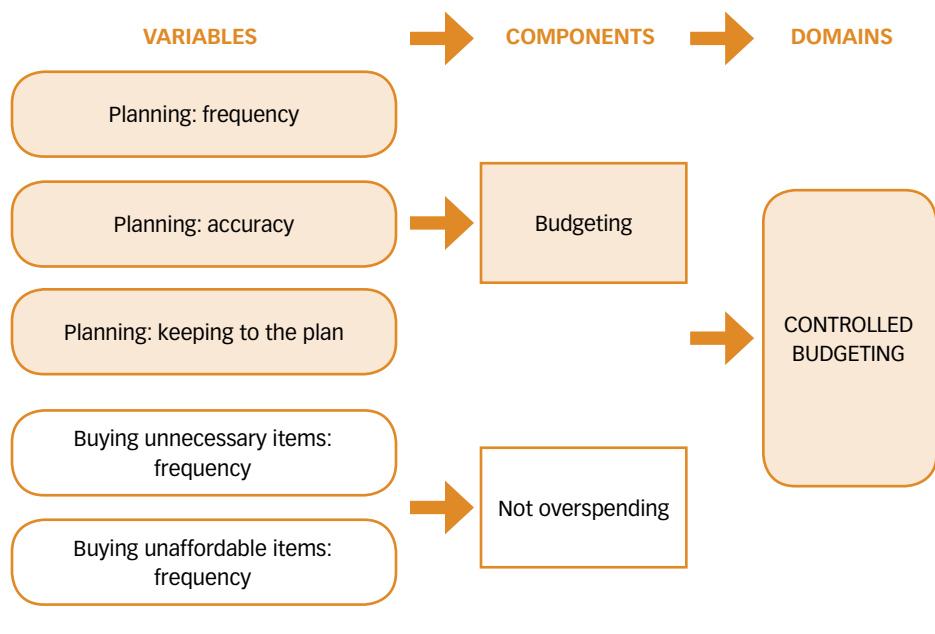 VARIABLES
COMPONENTS
DOMAINS
Planning: frequency
Planning: accuracy
Planning: keeping to the plan
Buying unnecessary items:
frequency
Buying unaffordable items:
frequency
Budgeting
Not overspending
CONTROLLED
BUDGETING